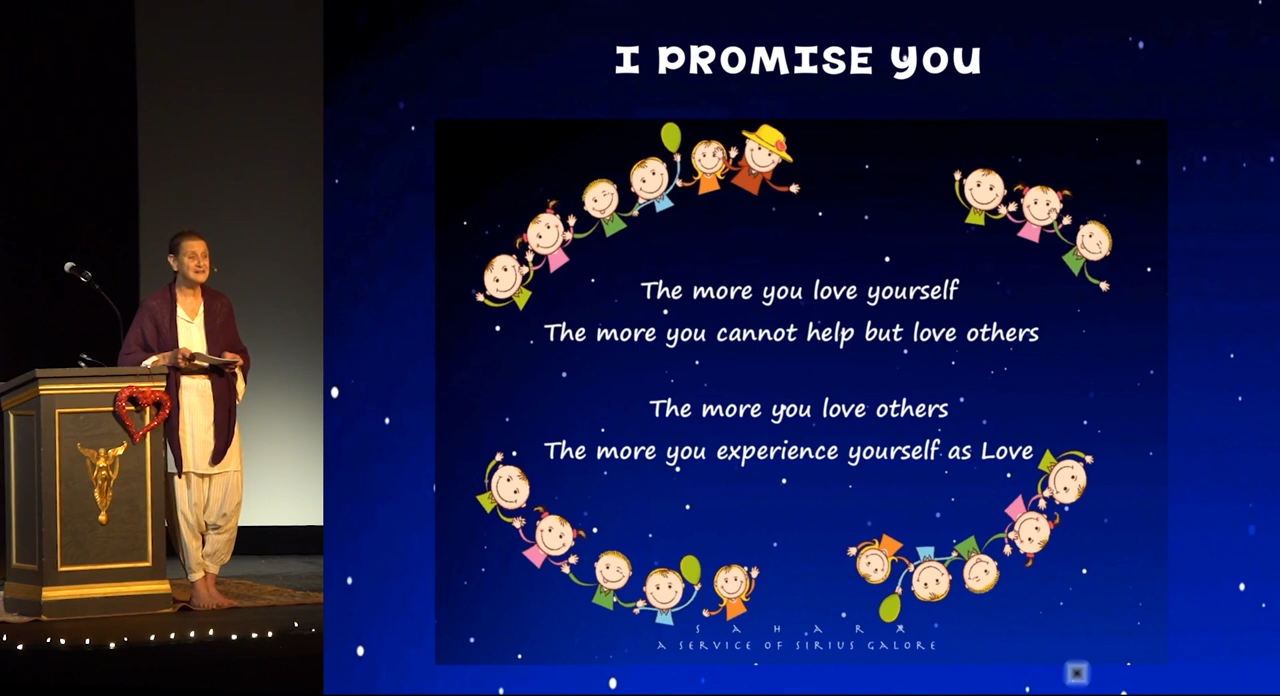 I PROMISE YOU
The more you love yourself
The more you cannot help but love others
The more you love others
The more you experience yourself as Love
S A H A R A
A SERVICE OF SIRIUS GALORE